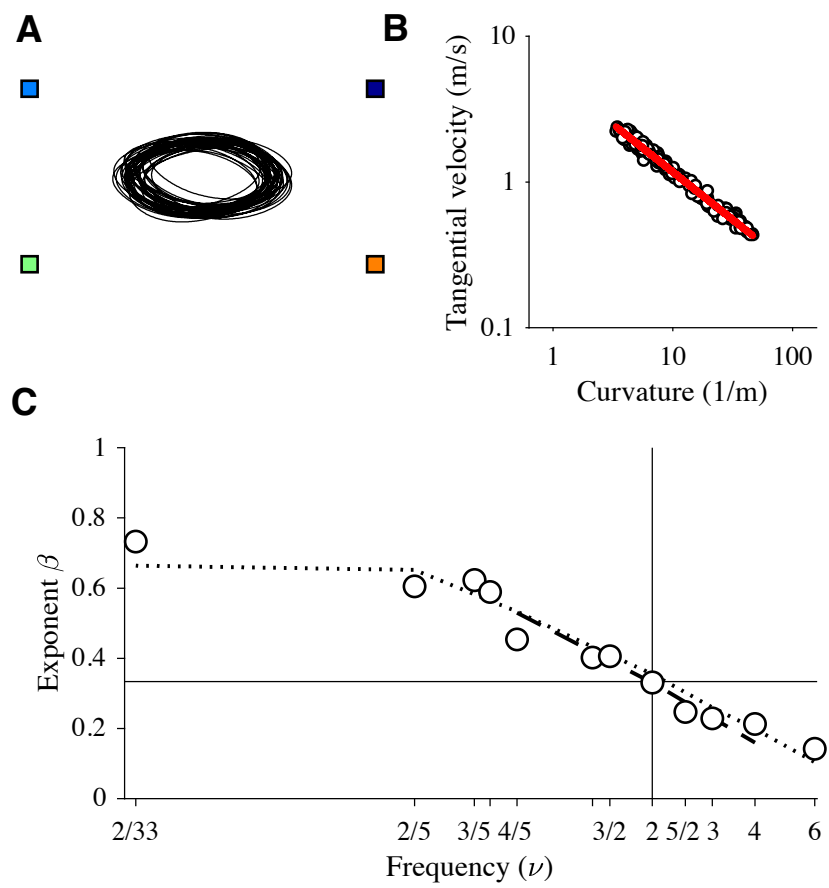 A
B
10
1
0.1
Tangential velocity (m/s)
1 10 100
Curvature (1/m)
C
1
0.8
0.6
0.4
0.2
0
Exponent β
2/33 2/5 3/5 4/5 3/2 2 5/2 3 4 6
Frequency (ν)